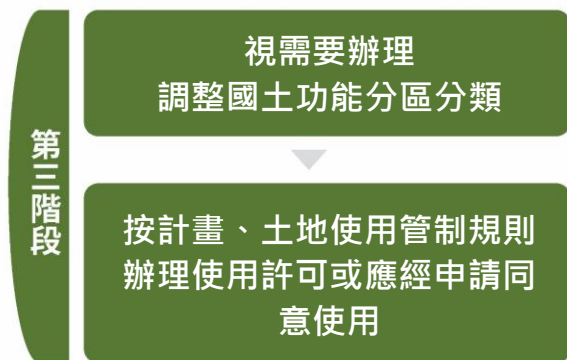 第三階段
視需要辦理
調整國土功能分區分類
按計畫、土地使用管制規則
辦理使用許可或應經申請同
意使用